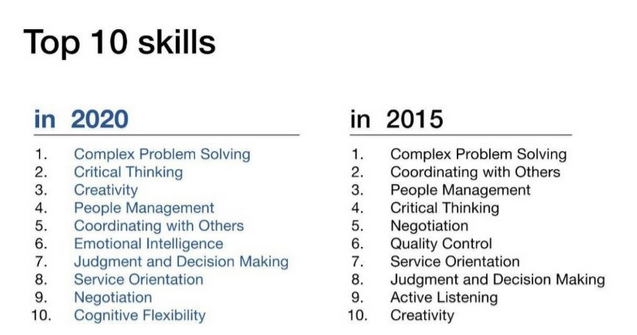 Top 10 skills
in 2020
1. Complex Problem Solving
2. Critical Thinking
3. Creativity
4. People Management
5. Coordinating with Others
6. Emotional Intelligence
7. Judgment and Decision Making
8. Service Orientation
9. Negotiation
10. Cognitive Flexibility
in 2015
1. Complex Problem Solving
2. Coordinating with Others
3. People Management
4. Critical Thinking
5. Negotiation
6. Quality Control
7. Service Orientation
8. Judgment and Decision Making
9. Active Listening
10. Creativity